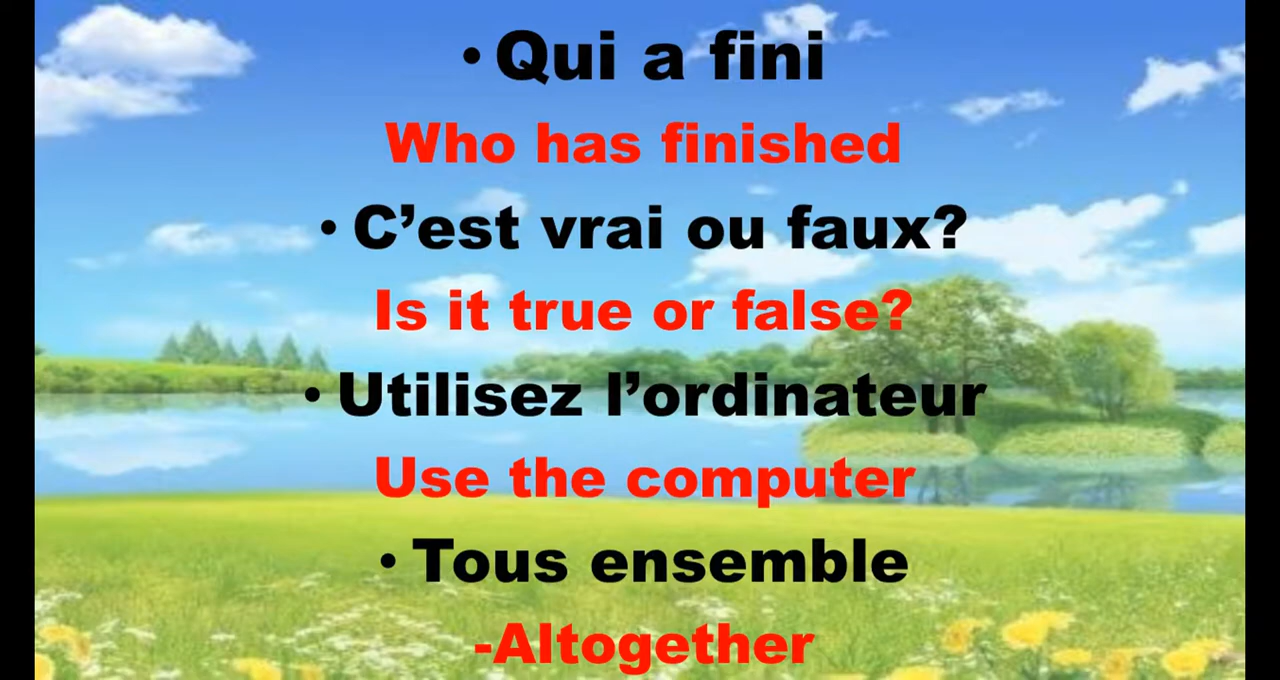 • Qui a fini
Who has finished
• C’est vrai ou faux?
Is it true or false?
• Utilisez l’ordinateur
Use the computer
• Tous ensemble
-Altogether